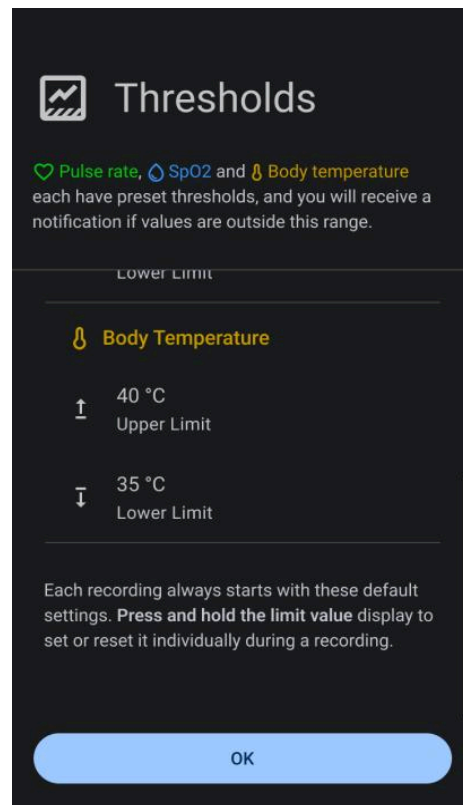 Thresholds
Pulse rate, SpO2 and Body temperature
each have preset thresholds, and you will receive a
notification if values are outside this range.
Lower Limit
Body Temperature
40 °C
Upper Limit
35 °C
Lower Limit
Each recording always starts with these default
settings. Press and hold the limit value display to
set or reset it individually during a recording.
OK